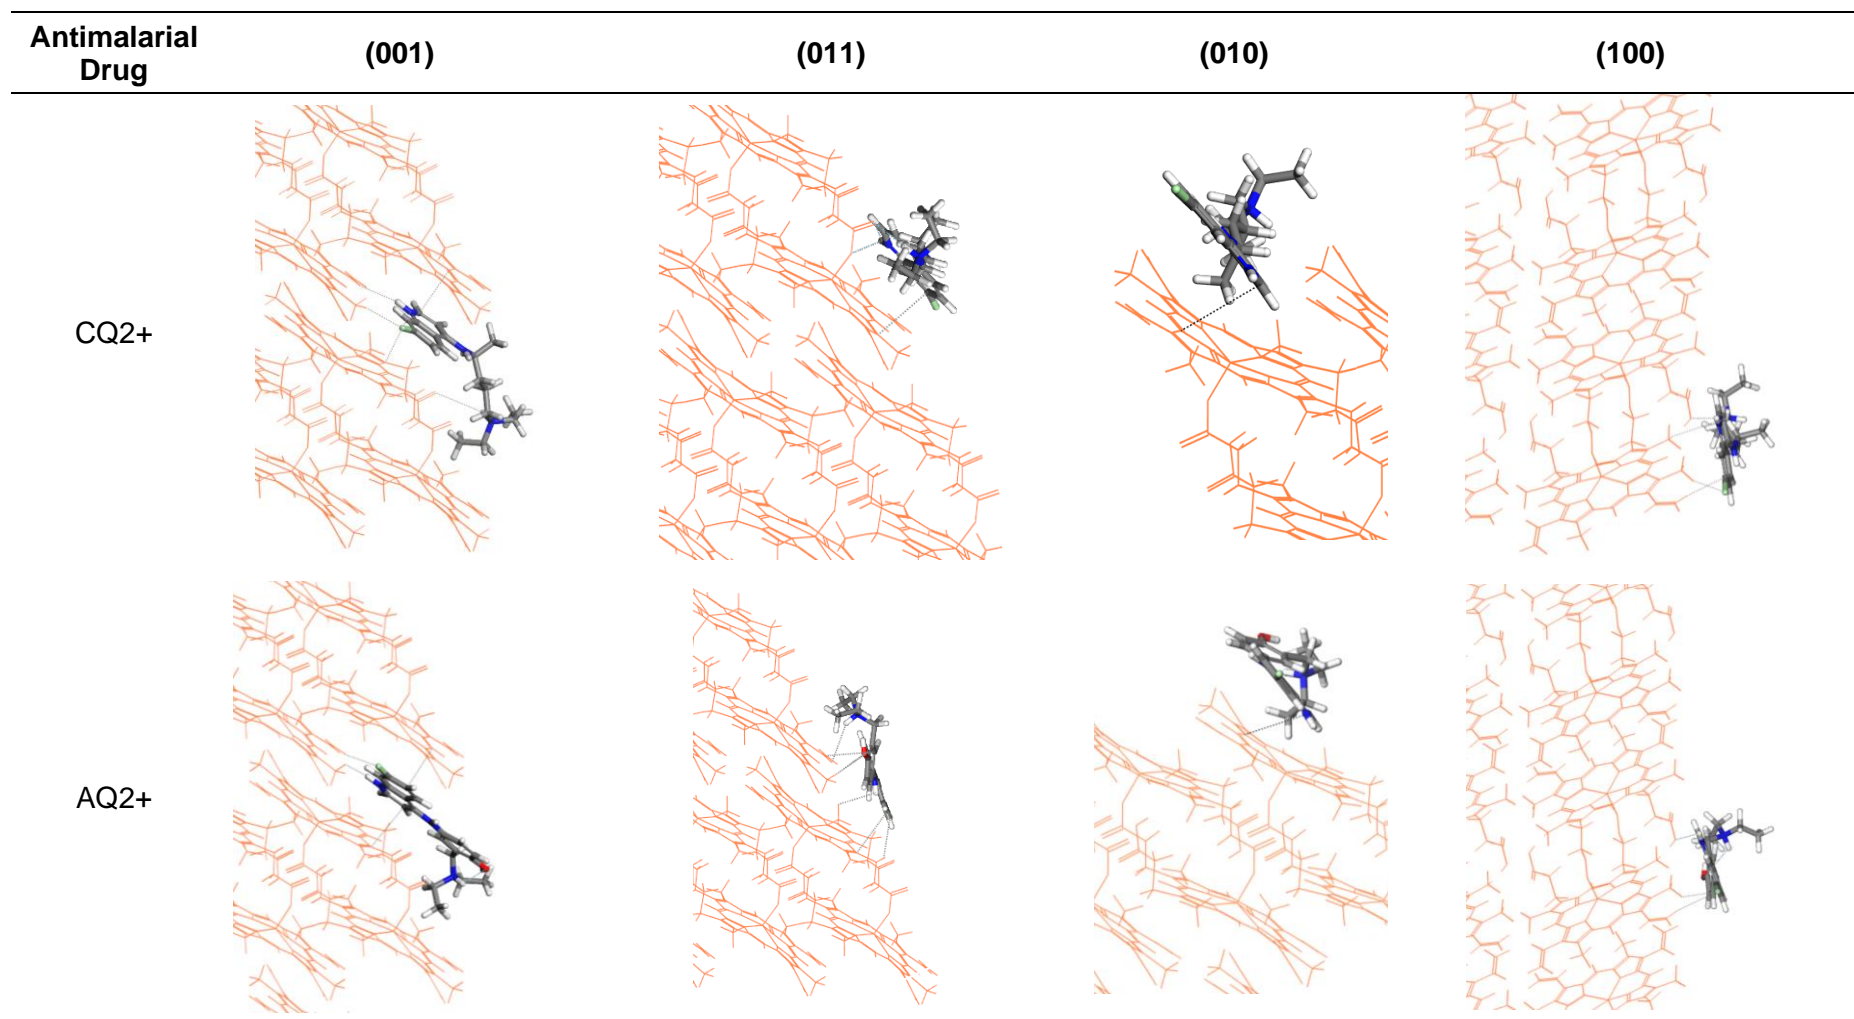 Antimalarial
Drug
(001)
(011)
(010)
(100)
CQ2+
AQ2+